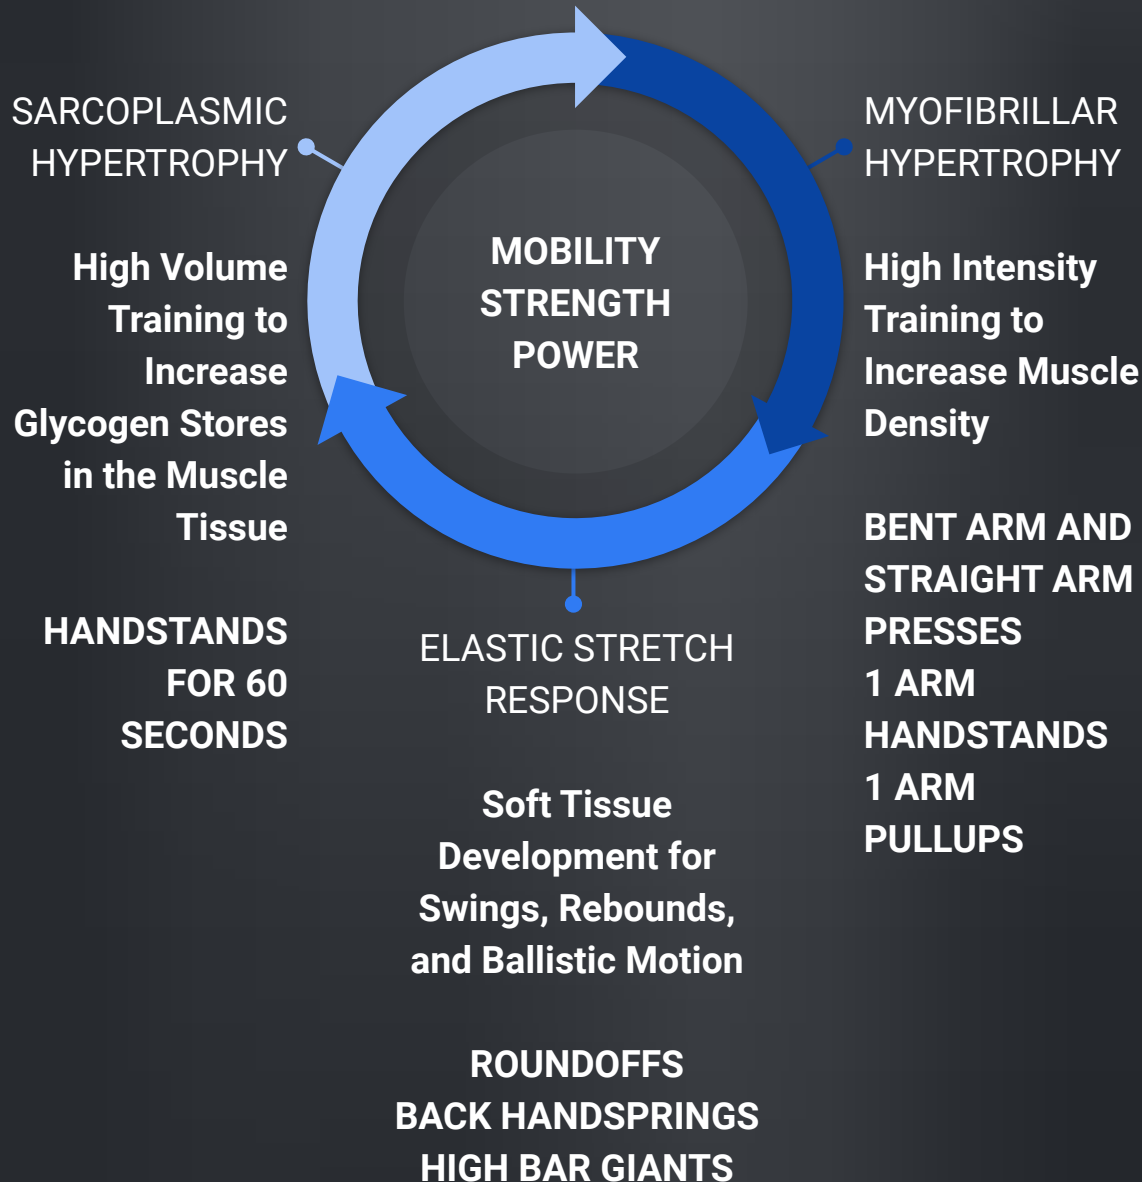 SARCOPLASMIC
HYPERTROPHY
High Volume
Training to
Increase
Glycogen Stores
in the Muscle
Tissue
HANDSTANDS
FOR 60
SECONDS
MOBILITY
STRENGTH
POWER
MYOFIBRILLAR
HYPERTROPHY
High Intensity
Training to
Increase Muscle
Density
BENT ARM AND
STRAIGHT ARM
PRESSES
1 ARM
HANDSTANDS
1 ARM
PULLUPS
ELASTIC STRETCH
RESPONSE
Soft Tissue
Development for
Swings, Rebounds,
and Ballistic Motion
ROUNDOFFS
BACK HANDSPRINGS
HIGH BAR GIANTS